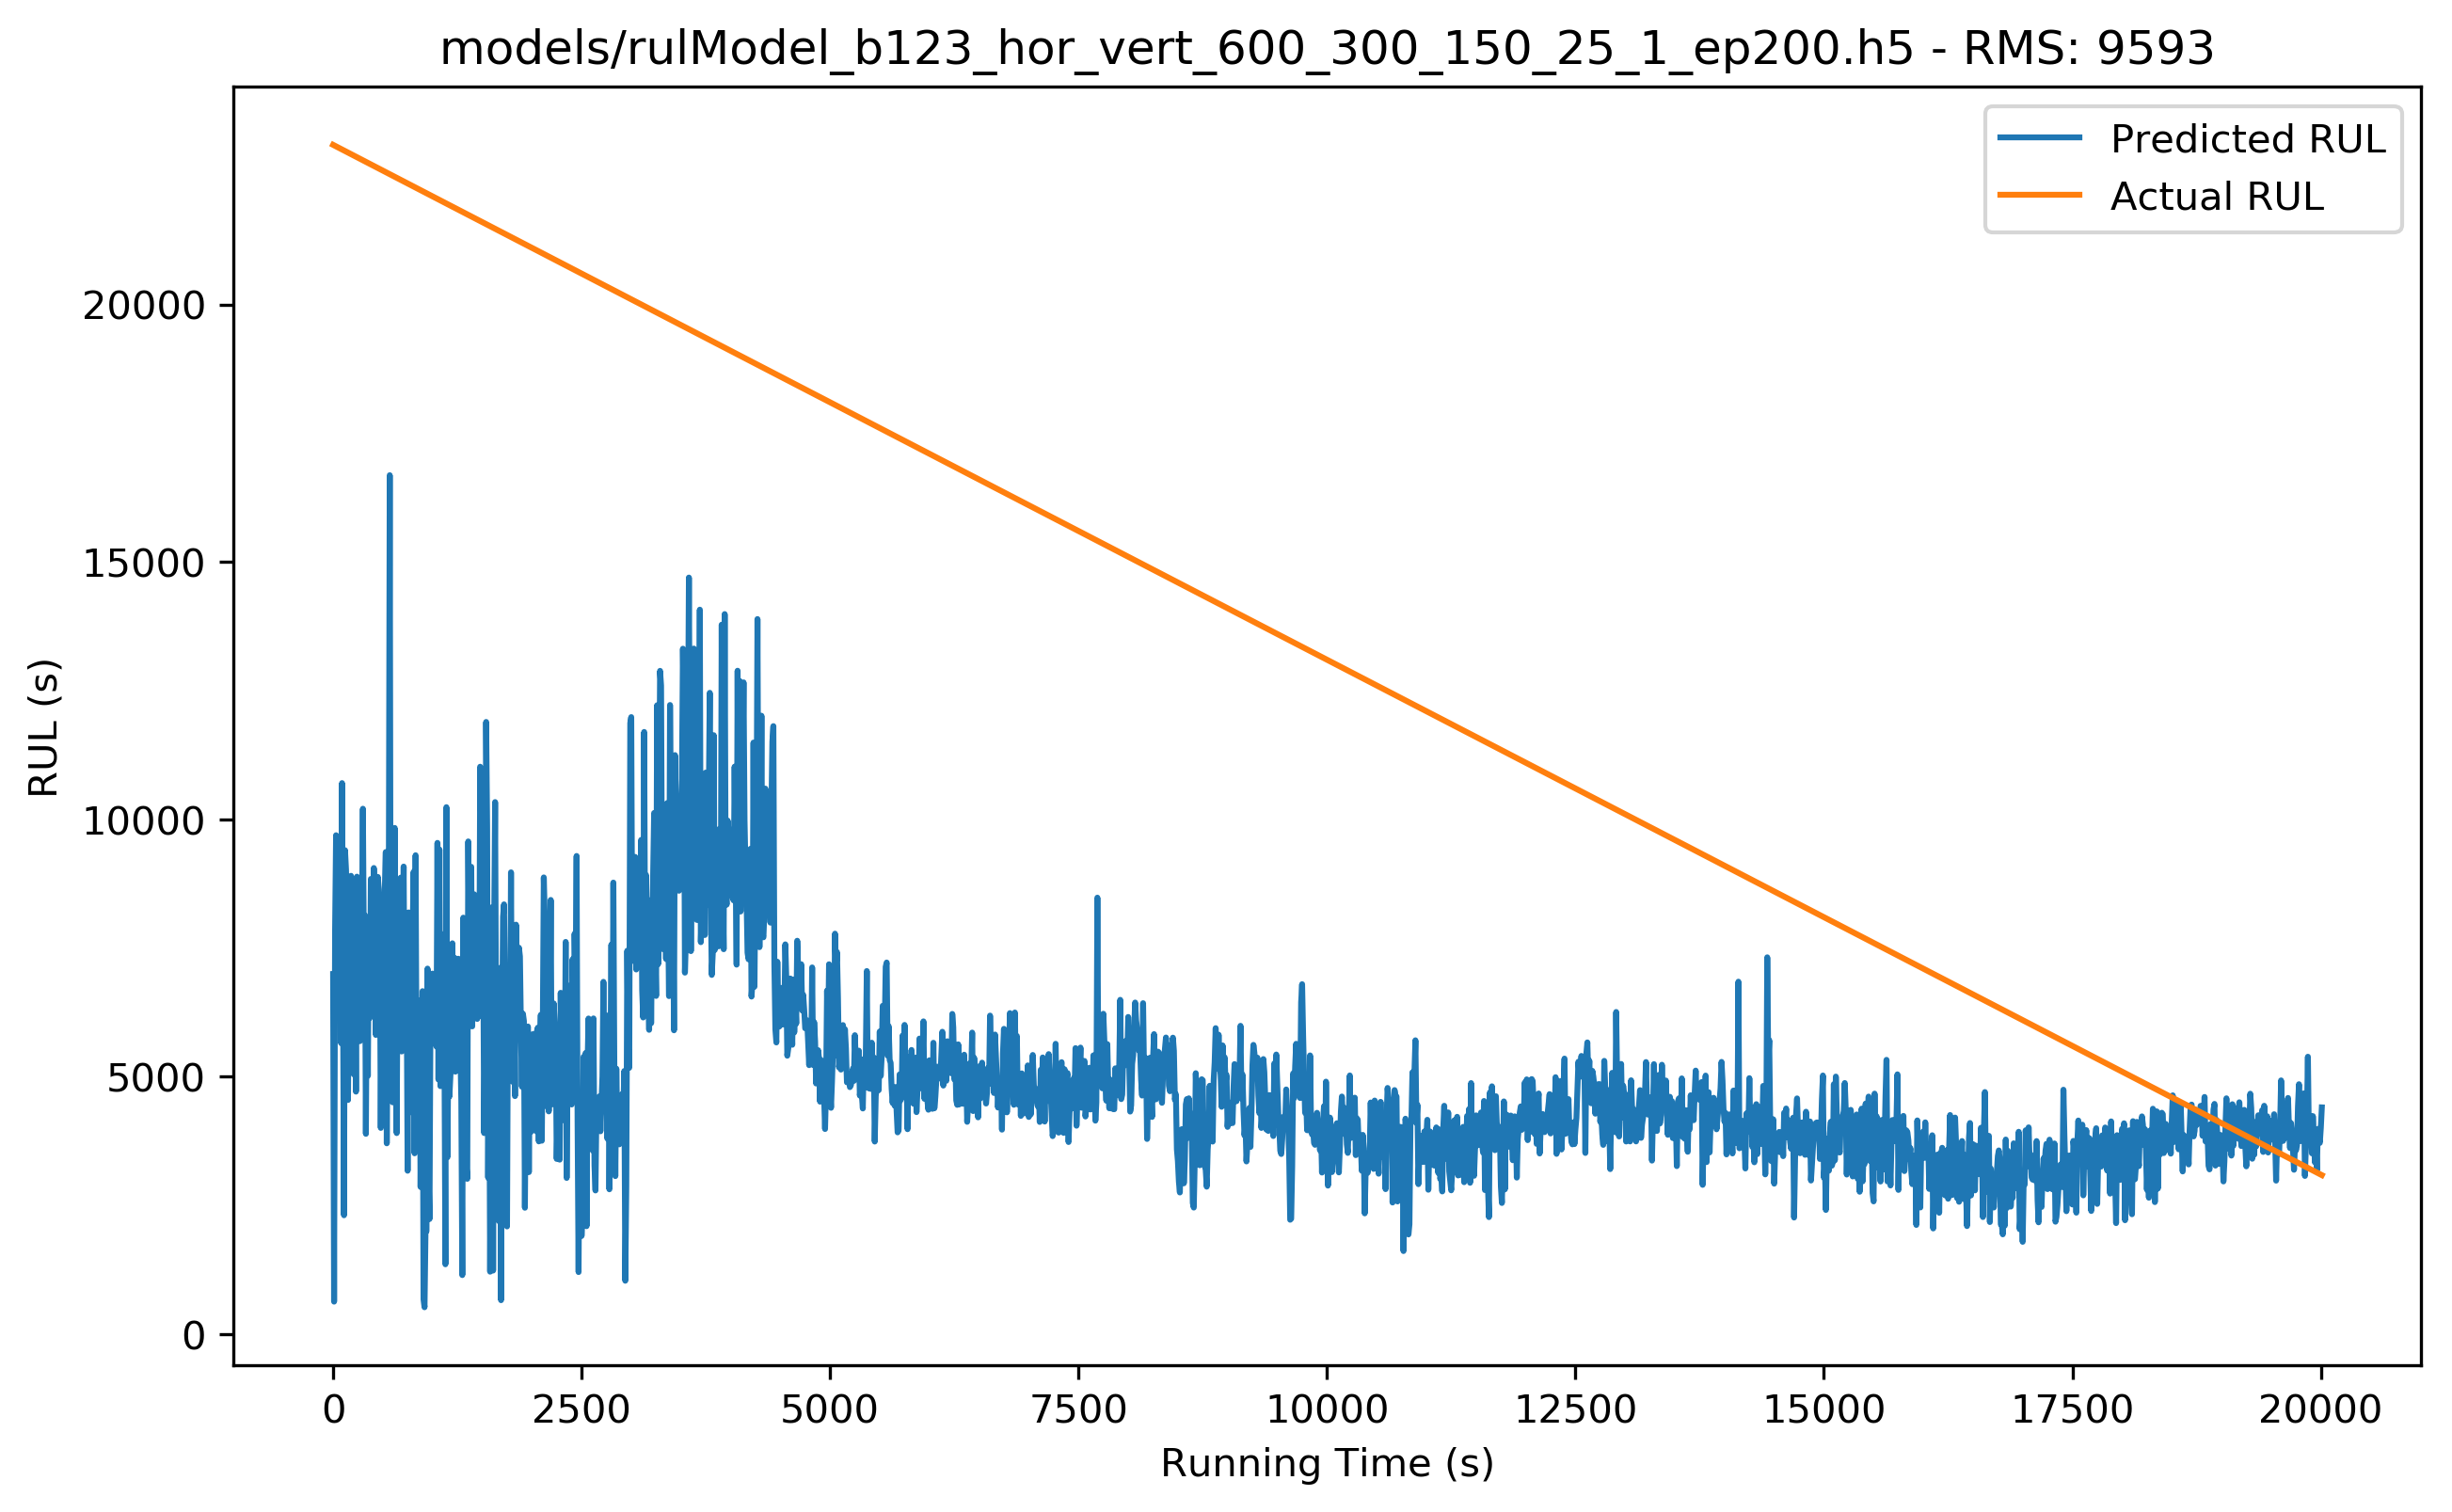 models/rulModel_b123_hor_vert_600_300_150_25_1_ep200.h5 - RMS: 9593
Predicted RUL
Actual RUL
20000
15000
10000
5000
0
RUL (s)
0 2500 5000 7500 10000 12500 15000 17500 20000
Running Time (s)